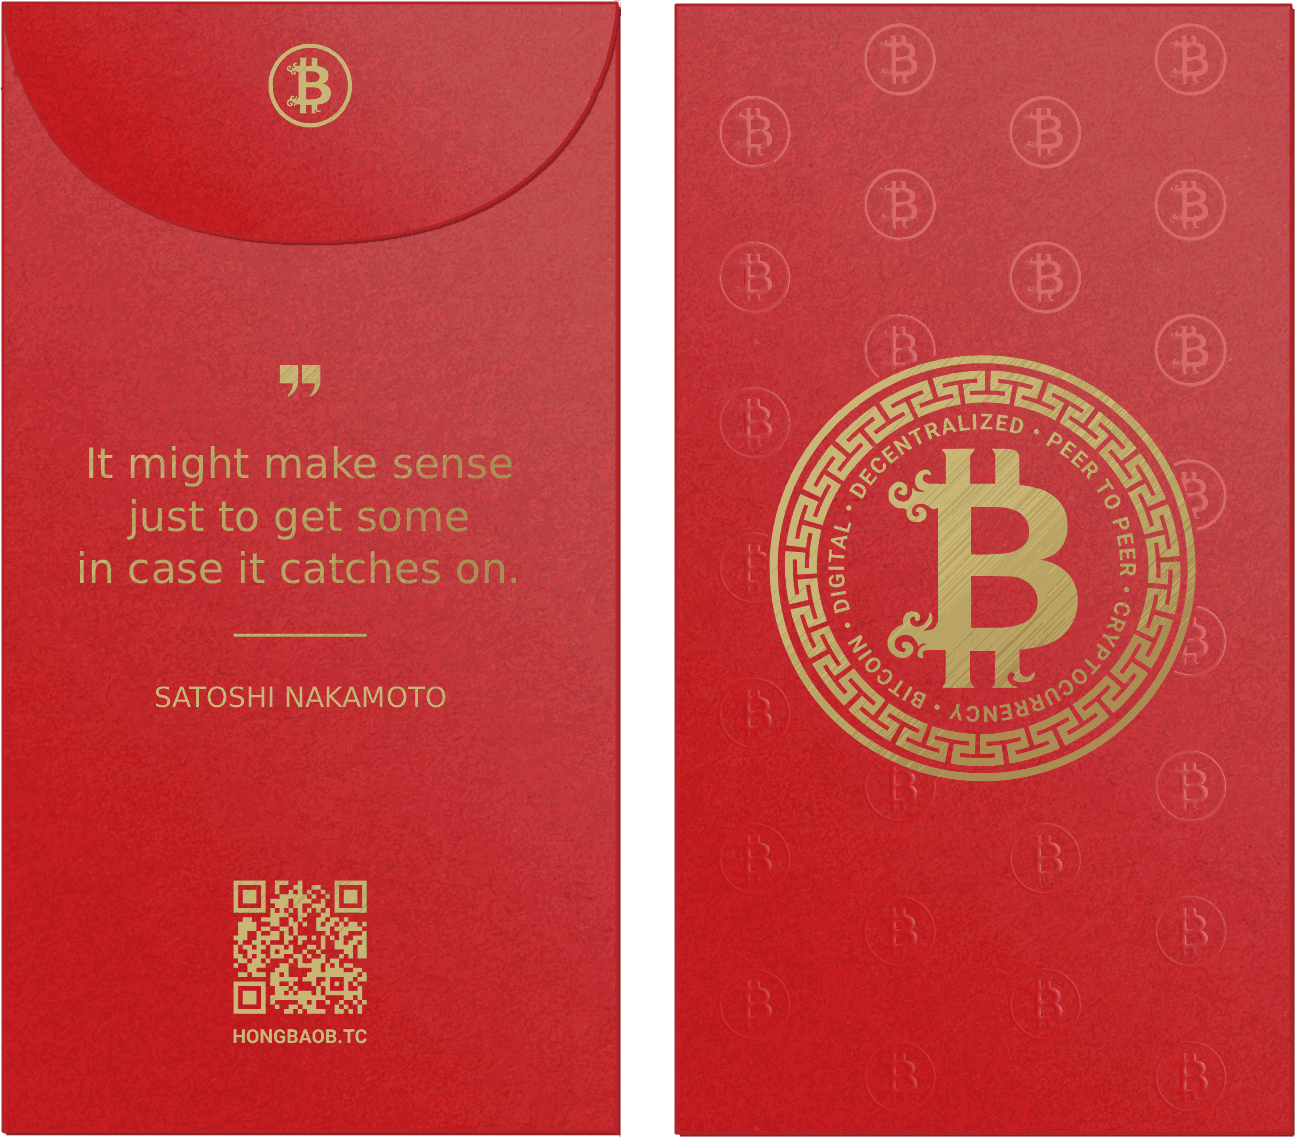 It might make sense
just to get some
in case it catches on.
SATOSHI NAKAMOTO
HONGBAOB.TC
BITCOIN • DIGITAL • DECENTRALIZED • PEER TO PEER • CRYPTOCURRENCY •